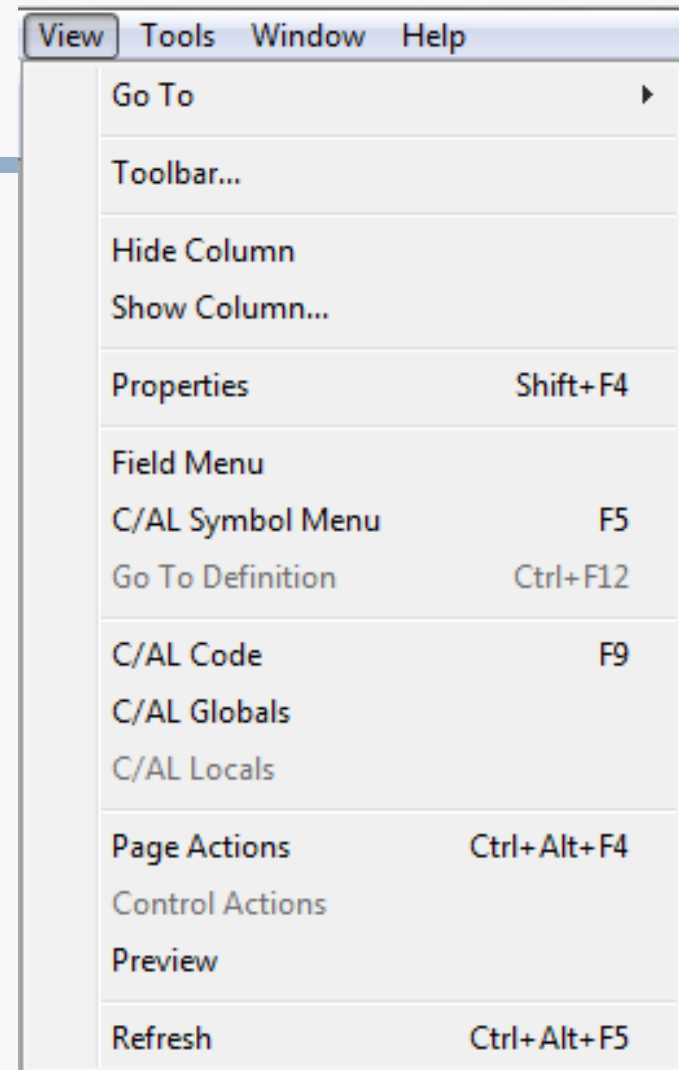 View Tools Window Help
Go To
Toolbar...
Hide Column
Show Column...
Properties Shift+F4
Field Menu
C/AL Symbol Menu F5
Go To Definition Ctrl+F12
C/AL Code F9
C/AL Globals
C/AL Locals
Page Actions Ctrl+Alt+F4
Control Actions
Preview
Refresh Ctrl+Alt+F5